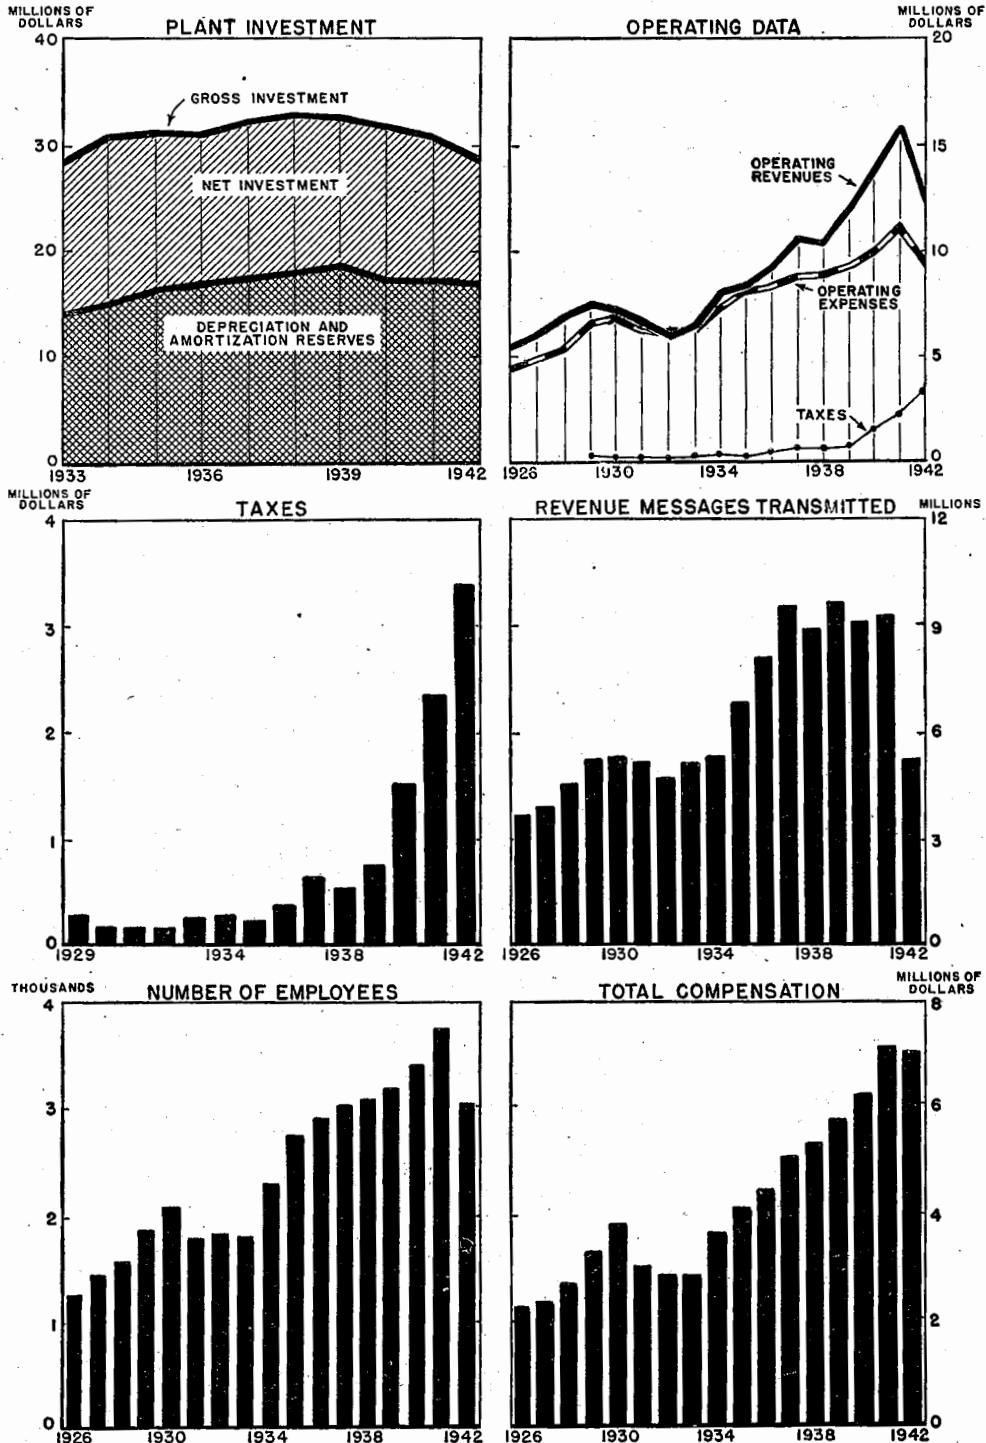 MILLIONS OF
DOLLARS
PLANT INVESTMENT
40
30
20
10
0
GROSS INVESTMENT
NET INVESTMENT
DEPRECIATION AND
AMORTIZATION RESERVES
1933 1936 1939 1942
OPERATING DATA
MILLIONS OF
DOLLARS
20
15
10
5
0
OPERATING
REVENUES
OPERATING
EXPENSES
TAXES
1926 1930 1934 1938 1942
MILLIONS OF
DOLLARS
TAXES
4
3
2
1
0
1929 1934 1938 1942
REVENUE MESSAGES TRANSMITTED
MILLIONS
12
9
6
3
0
1926 1930 1934 1938 1942
THOUSANDS
NUMBER OF EMPLOYEES
4
3
2
1
0
1926 1930 1934 1938 1942
TOTAL COMPENSATION
MILLIONS OF
DOLLARS
8
6
4
2
0
1926 1930 1934 1938 1942